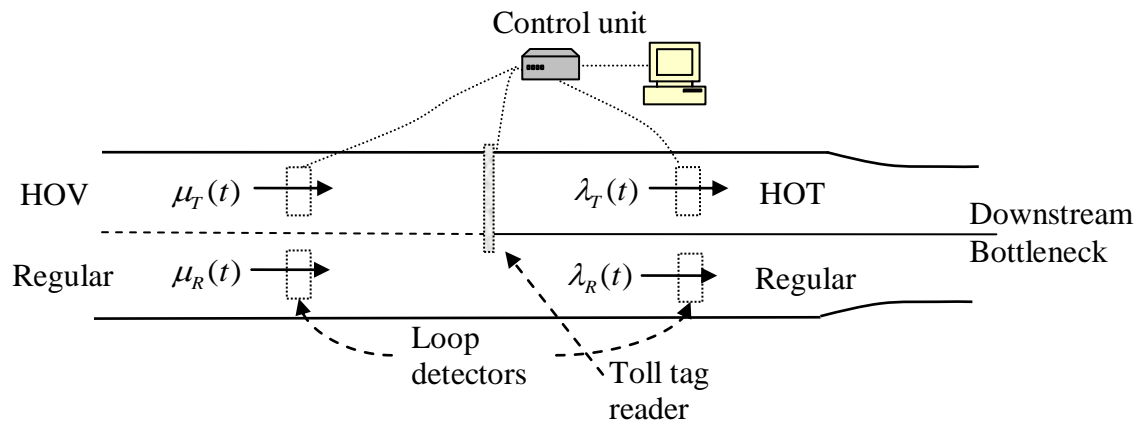 Control unit
HOV
μ_T(t)
λ_T(t)
HOT
Downstream
Bottleneck
Regular
μ_R(t)
λ_R(t)
Regular
Loop
detectors
Toll tag
reader